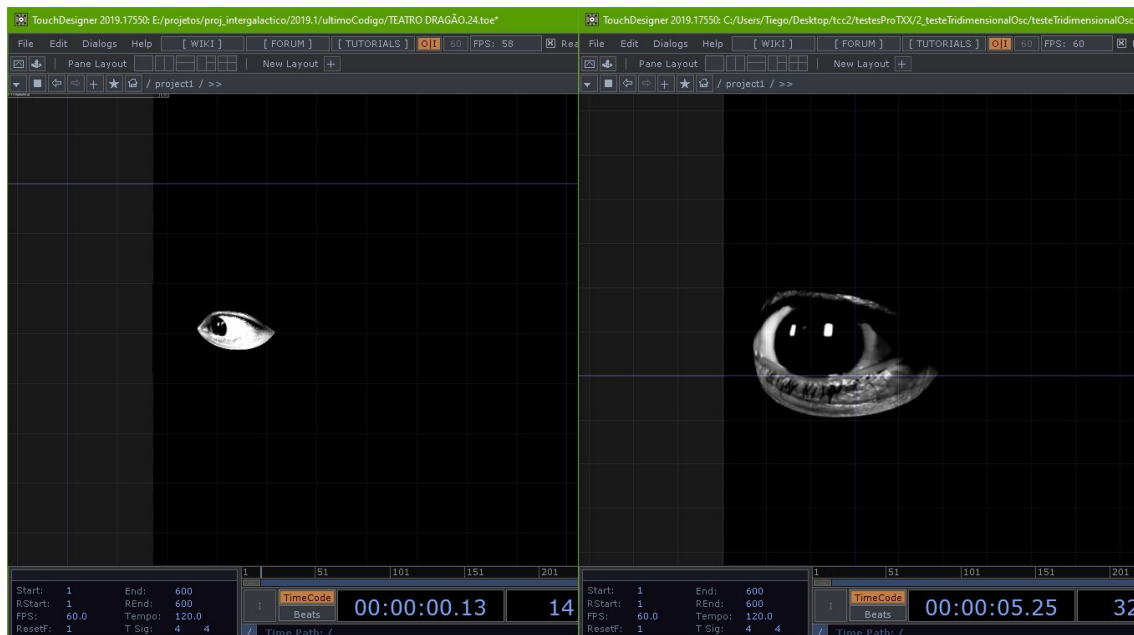 TouchDesigner 2019.17550: E:/projetos/proj_intergalactico/2019.1/ultimoCodigo/TEATRO DRAGÃO.24.toe*
File Edit Dialogs Help [ WIKI ] [ FORUM ] [ TUTORIALS ] O|I 60 FPS: 58 Rea
Pane Layout New Layout +
+ / project1 / >>
1 51 101 151
Start: 1 End: 600
RStart: 1 REnd: 600
FPS: 60.0 Tempo: 120.0
ResetF: 1 T Sig: 4 4
TimeCode
Beats
00:00:00.13 14
/ Time Path: /
TouchDesigner 2019.17550: C:/Users/Tiego/Desktop/tcc2/testesProTXX/2_testeTridimensionalOsc/testeTridimensionalOsc
File Edit Dialogs Help [ WIKI ] [ FORUM ] [ TUTORIALS ] O|I 60 FPS: 60
Pane Layout New Layout +
+ / project1 / >>
1 51 101 151 201
Start: 1 End: 600
RStart: 1 REnd: 600
FPS: 60.0 Tempo: 120.0
ResetF: 1 T Sig: 4 4
TimeCode
Beats
00:00:05.25 32
/ Time Path: /